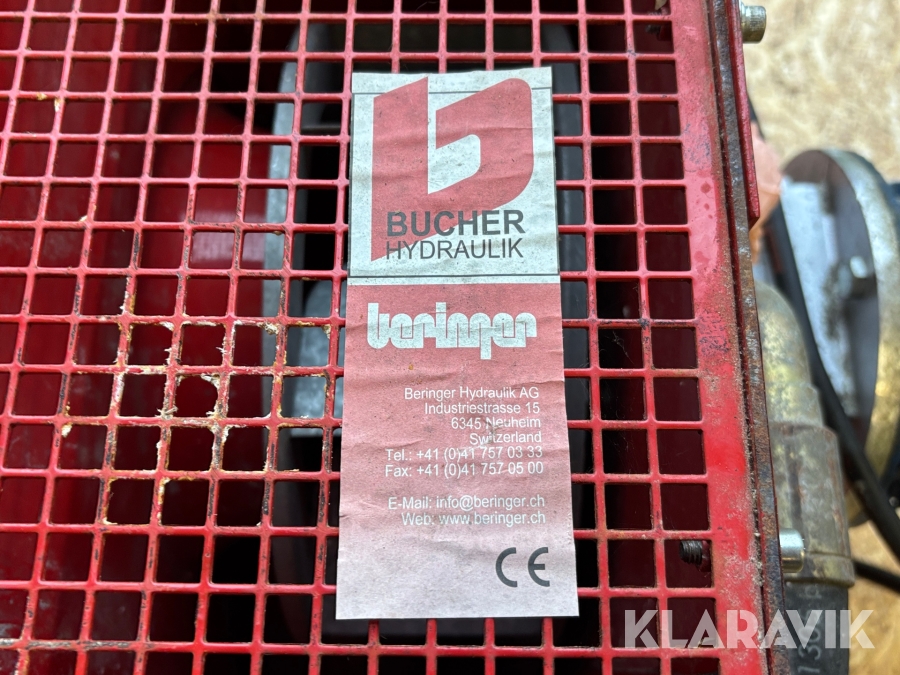 BUCHER
HYDRAULIK
beringer
Beringer Hydraulik AG
Industriestrasse 15
6345 Neuheim
Switzerland
Tel.: +41 (0)41 757 03 33
Fax: +41 (0)41 757 05 00
E-Mail: info@beringer.ch
Web: www.beringer.ch
CE
KLARAVIK